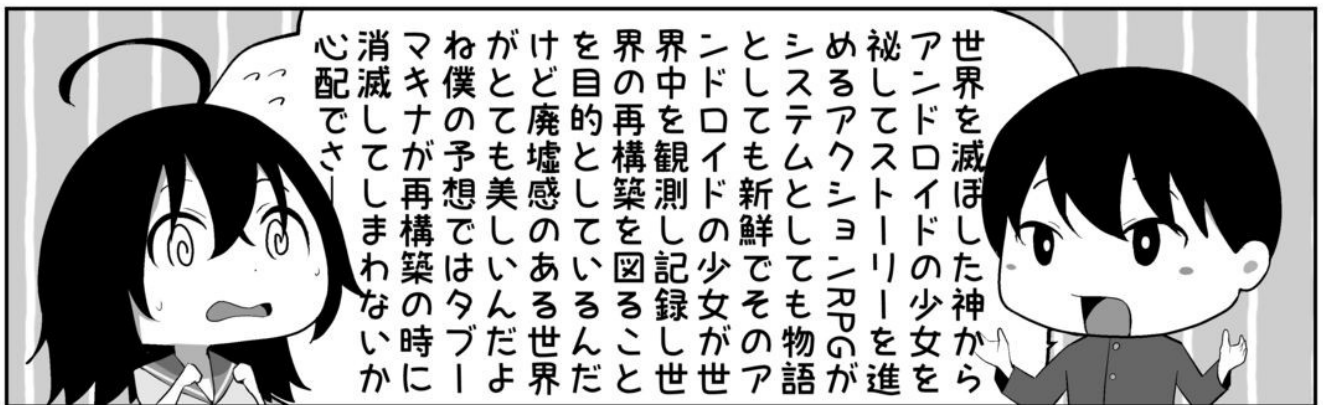 世界を滅ぼした神から
アンドロイドの少女を
祕してストーリーを進
めるアクションRPGが
システムとしても物語
としても新鮮でそのア
ンドロイドの少女が世
界中を観測し記録し世
界の再構築を図ること
を目的としているんだ
けど廃墟感のある世界
がとても美しいんだよ
ね僕の予想ではタブー
マキナが再構築の時に
消滅してしまわないか
心配でさー